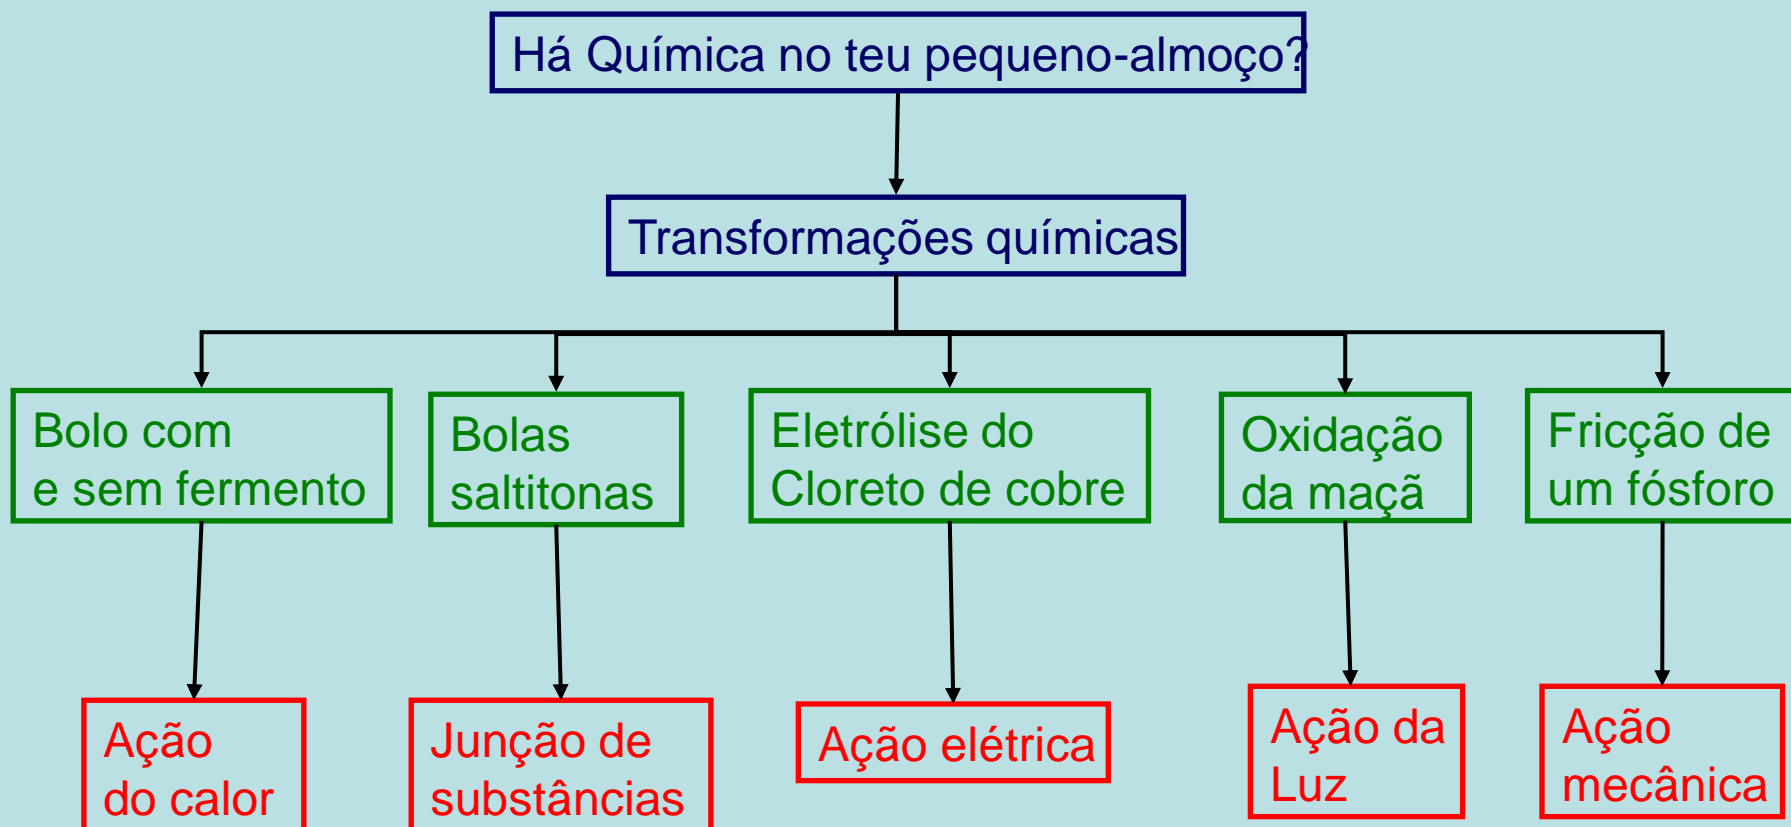 Há Química no teu pequeno-almoço?
Transformações químicas
Bolo com
e sem fermento
Bolas
saltitonas
Eletrólise do
Cloreto de cobre
Oxidação
da maçã
Fricção de
um fósforo
Ação
do calor
Junção de
substâncias
Ação elétrica
Ação da
Luz
Ação
mecânica